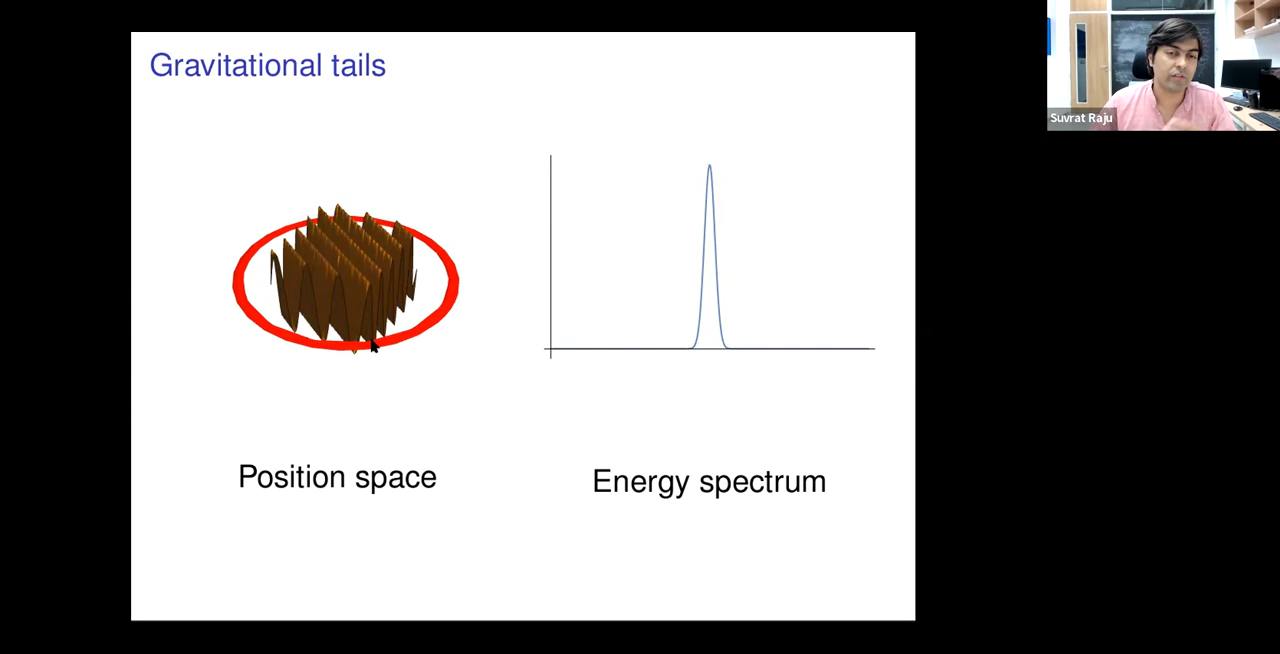 Gravitational tails
Suvrat Raju
Position space
Energy spectrum